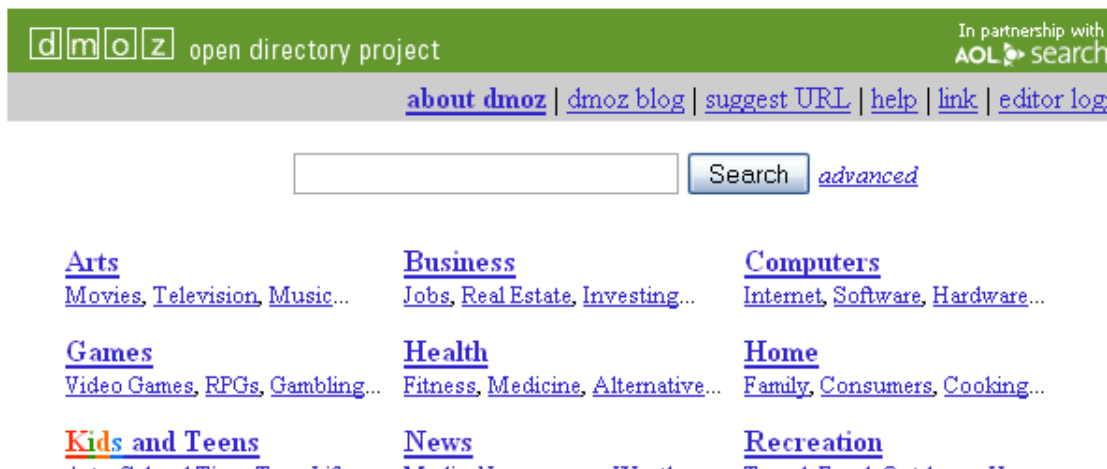 dmoz open directory project
In partnership with
AOL search
about dmoz | dmoz blog | suggest URL | help | link | editor
Search advanced
Arts Business Computers
Movies, Television, Music... Jobs, Real Estate, Investing... Internet, Software, Hardware...
Games Health Home
Video Games, RPGs, Gambling... Fitness, Medicine, Alternative... Family, Consumers, Cooking...
Kids and Teens News Recreation